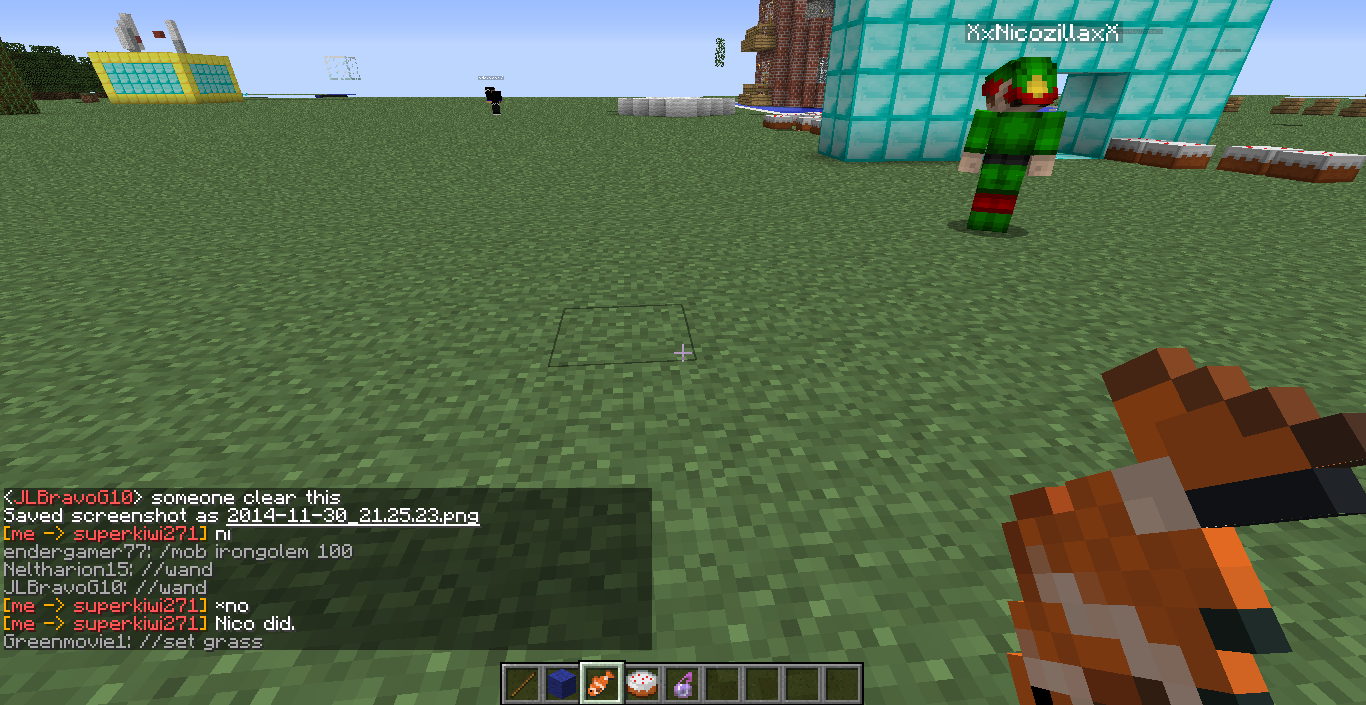 XxNicozillaxX
<JLBravoG10> someone clear this
Saved screenshot as 2014-11-30_21.25.23.png
[me -> superkiwi271] ni
endergamer77: /mob irongolem 100
Neltharion15: //wand
JLBravoG10: //wand
[me -> superkiwi271] *no
[me -> superkiwi271] Nico did.
Greenmovie1: //set grass